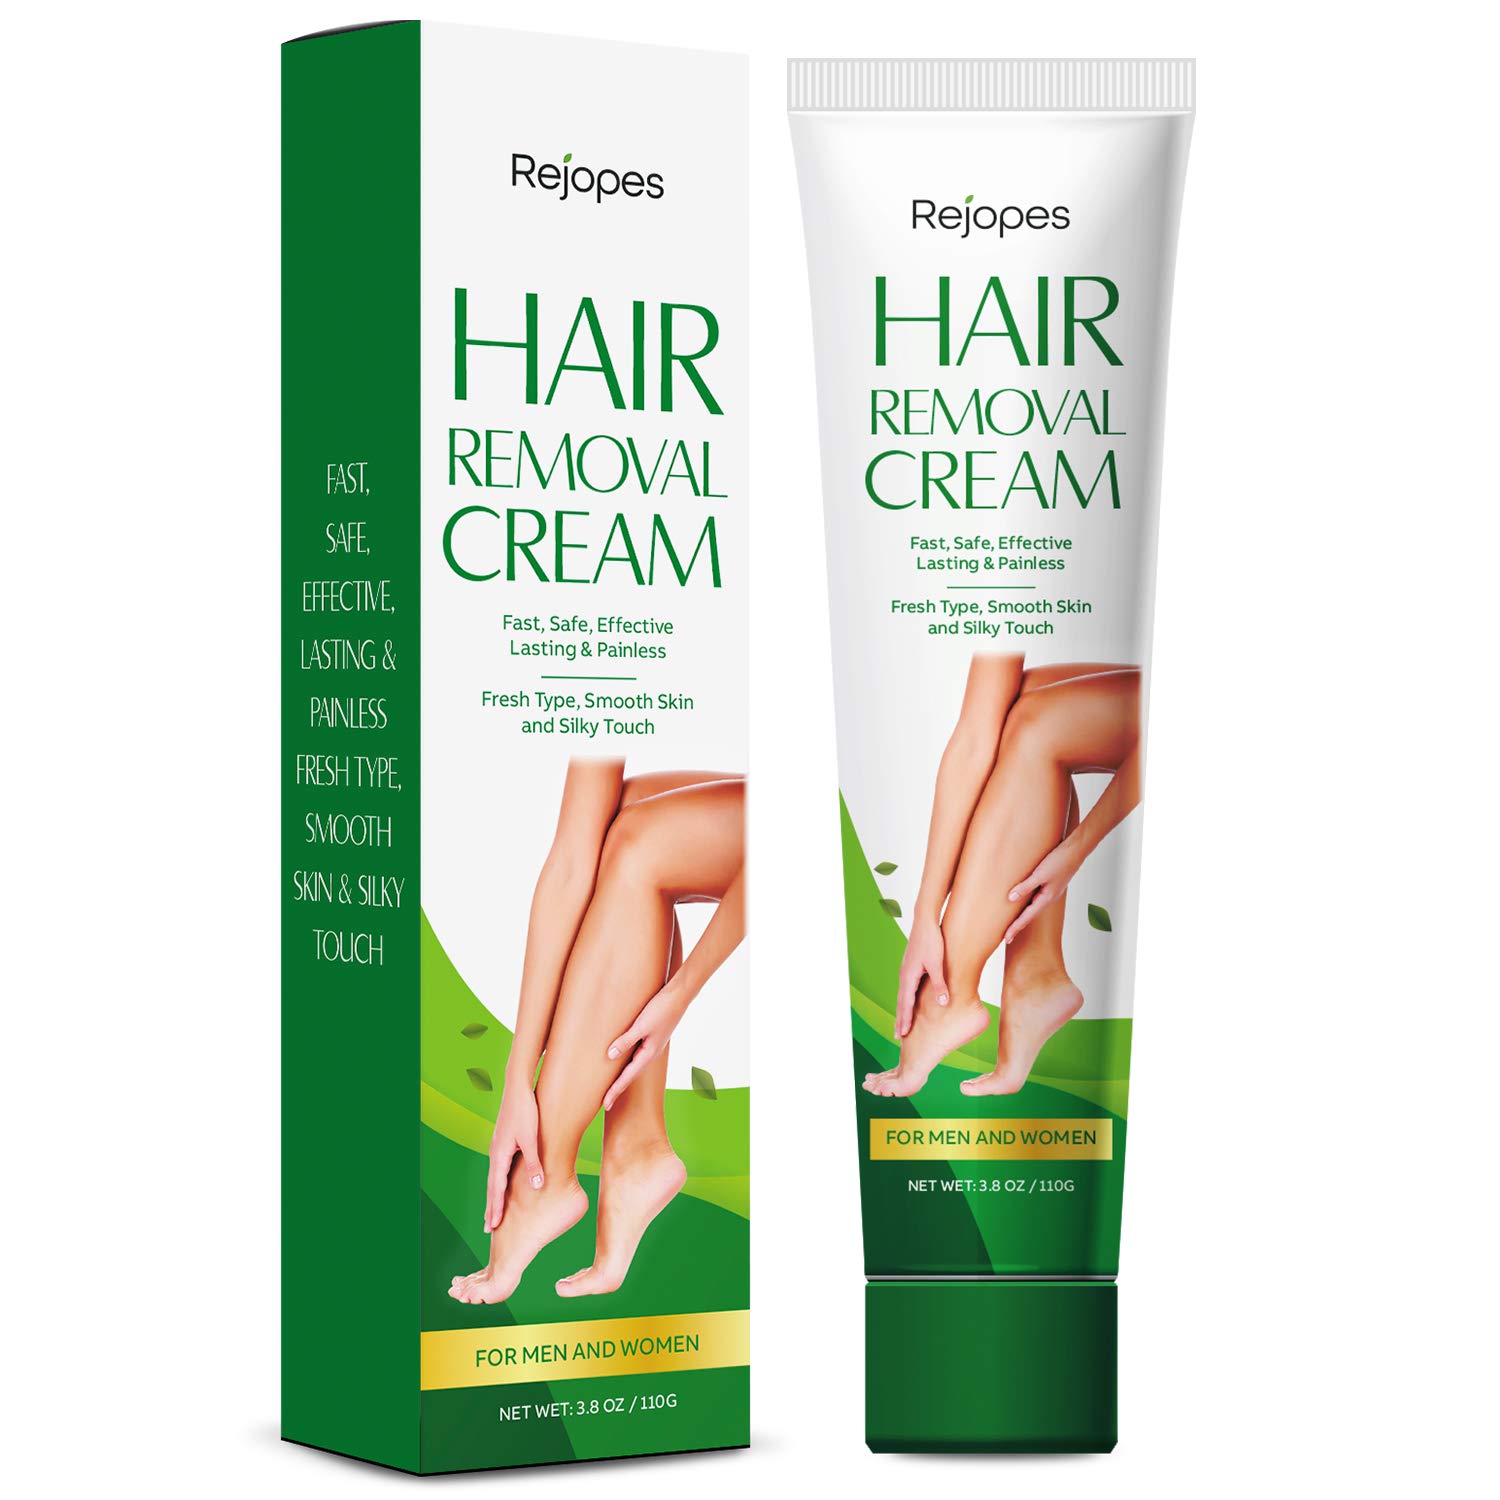 FAST,
SAFE,
EFFECTIVE,
LASTING &
PAINLESS
FRESH TYPE,
SMOOTH
SKIN & SILKY
TOUCH
Rejopes
HAIR
REMOVAL
CREAM
Fast, Safe, Effective
Lasting & Painless
Fresh Type, Smooth Skin
and Silky Touch
FOR MEN AND WOMEN
NET WET: 3.8 OZ / 110G
Rejopes
HAIR
REMOVAL
CREAM
Fast, Safe, Effective
Lasting & Painless
Fresh Type, Smooth Skin
and Silky Touch
FOR MEN AND WOMEN
NET WET: 3.8 OZ / 110G